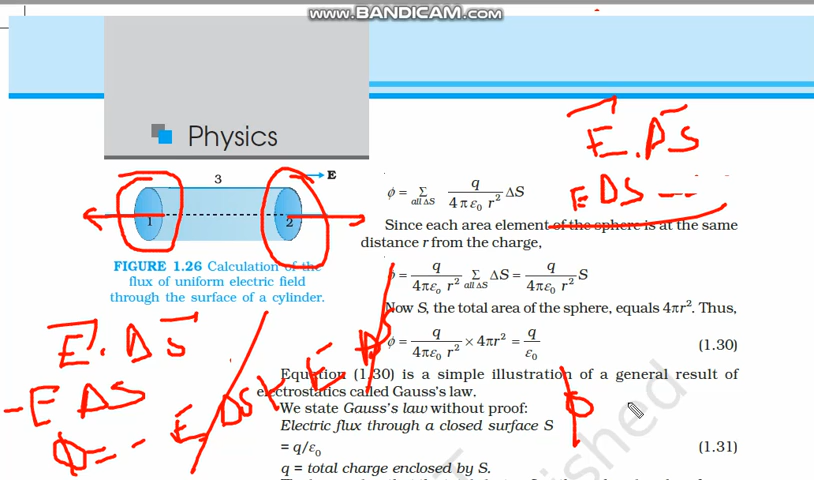 WWW.BANDICAM.COM
Physics
3
E
1
2
FIGURE 1.26 Calculation of the
flux of uniform electric field
through the surface of a cylinder.
E⃗ . ΔS⃗
-E ΔS
E⃗ . ΔS⃗
E ΔS
ϕ = Σ all ΔS q / 4 π ε₀ r² ΔS
Since each area element of the sphere is at the same
distance r from the charge,
ϕ = q / 4πεₒ r² Σ all ΔS ΔS = q / 4πε₀ r² S
Now S, the total area of the sphere, equals 4πr². Thus,
ϕ = q / 4πε₀ r² × 4πr² = q / ε₀ (1.30)
Equation (1.30) is a simple illustration of a general result of
electrostatics called Gauss's law.
We state Gauss's law without proof:
Electric flux through a closed surface S
= q/ε₀ (1.31)
q = total charge enclosed by S.